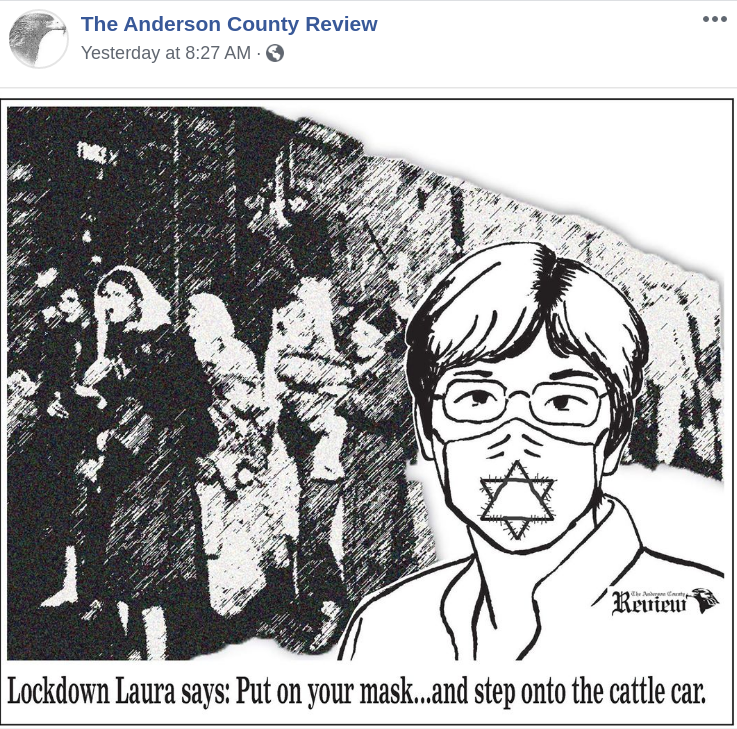 The Anderson County Review
Yesterday at 8:27 AM ·
The Anderson County
Review
Lockdown Laura says: Put on your mask...and step onto the cattle car.